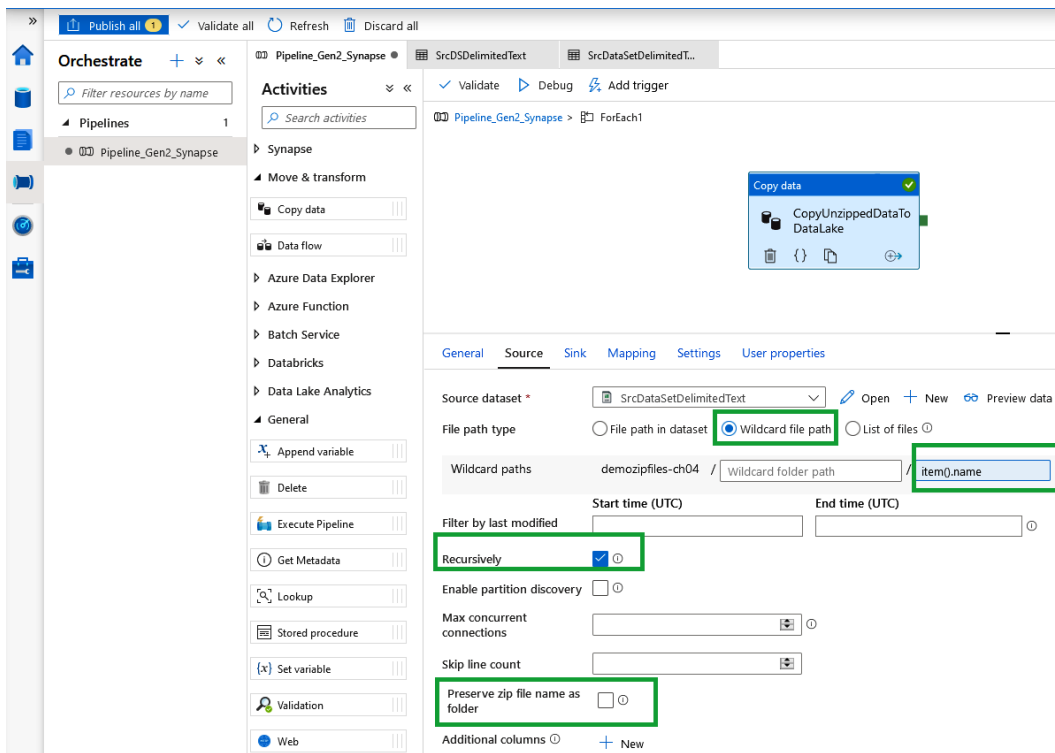 »
Publish all 1 Validate all Refresh Discard all
Orchestrate + «
Filter resources by name
Pipelines 1
Pipeline_Gen2_Synapse
Pipeline_Gen2_Synapse SrcDSDelimitedText SrcDataSetDelimitedT...
Activities «
Search activities
Synapse
Move & transform
Copy data
Data flow
Azure Data Explorer
Azure Function
Batch Service
Databricks
Data Lake Analytics
General
Append variable
Delete
Execute Pipeline
Get Metadata
Lookup
Stored procedure
{x} Set variable
Validation
Web
Validate Debug Add trigger
Pipeline_Gen2_Synapse > ForEach1
Copy data
CopyUnzippedDataTo
DataLake
{}
General Source Sink Mapping Settings User properties
Source dataset * SrcDataSetDelimitedText Open + New Preview data
File path type File path in dataset Wildcard file path List of files
Wildcard paths demozipfiles-ch04 / Wildcard folder path / item().name
Start time (UTC) End time (UTC)
Filter by last modified
Recursively
Enable partition discovery
Max concurrent
connections
Skip line count
Preserve zip file name as
folder
Additional columns + New